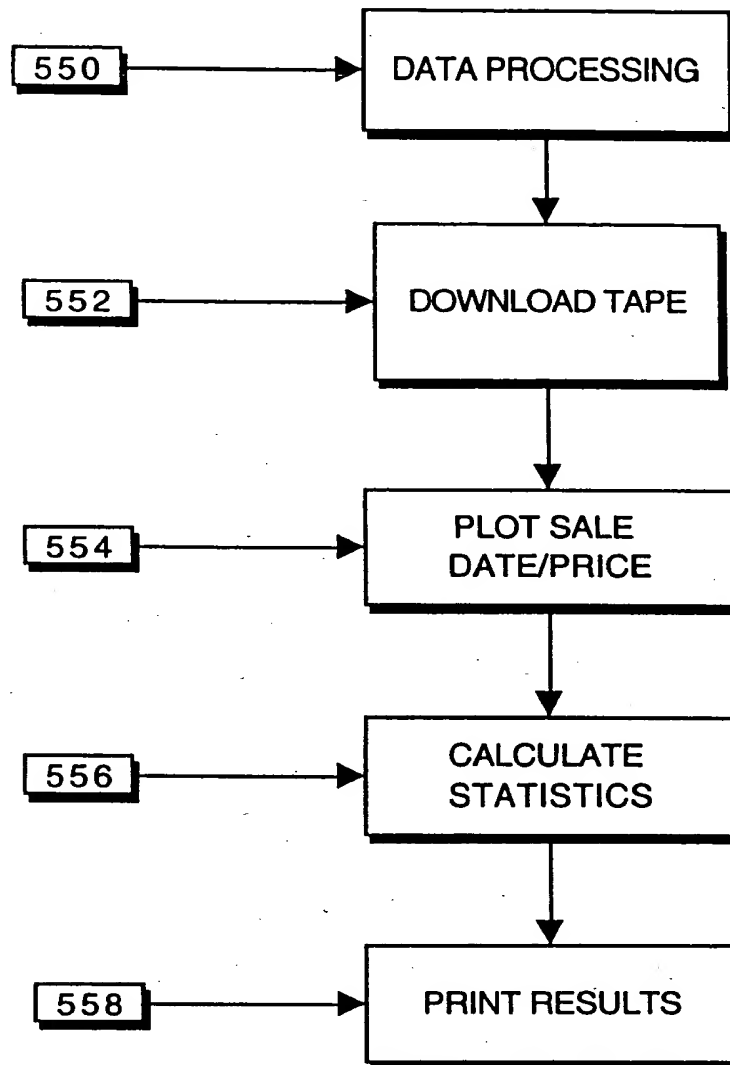 550
DATA PROCESSING
552
DOWNLOAD TAPE
554
PLOT SALE
DATE/PRICE
556
CALCULATE
STATISTICS
558
PRINT RESULTS